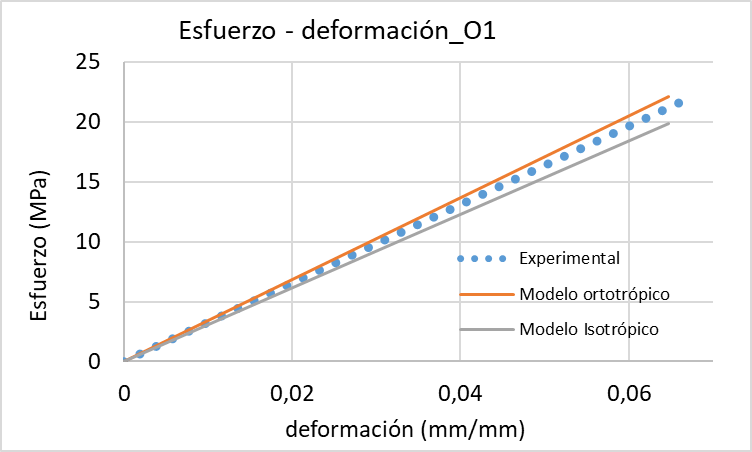 Esfuerzo - deformación_O1
25
20
15
10
5
0
Esfuerzo (MPa)
Experimental
Modelo ortotrópico
Modelo Isotrópico
0 0,02 0,04 0,06
deformación (mm/mm)